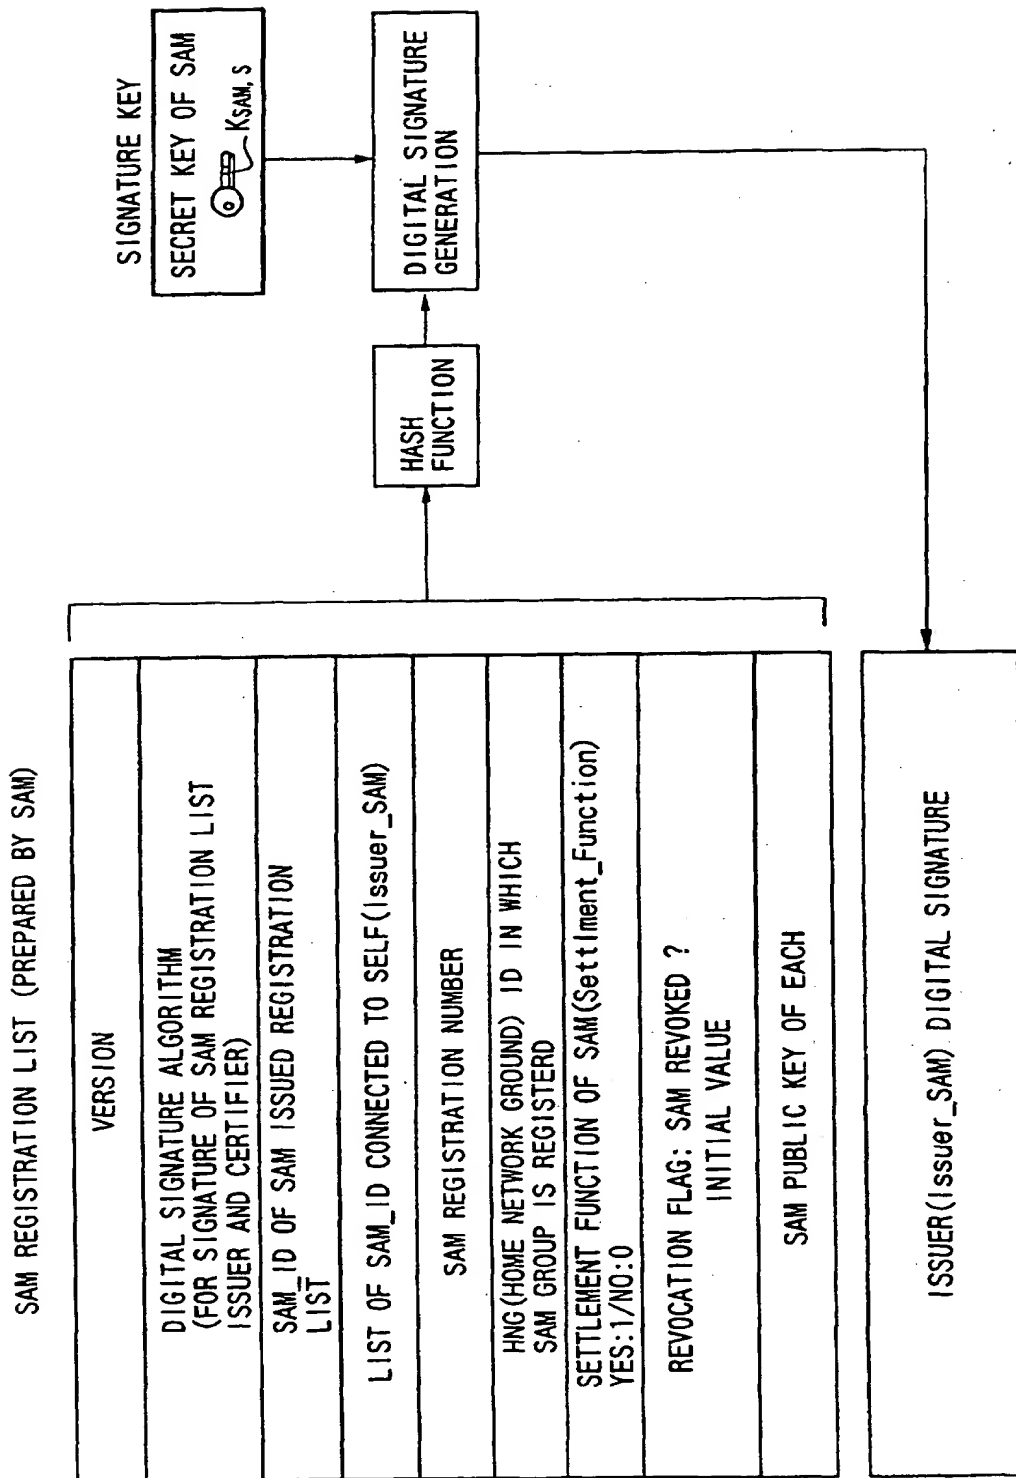 SAM REGISTRATION LIST (PREPARED BY SAM)
VERSION
DIGITAL SIGNATURE ALGORITHM
(FOR SIGNATURE OF SAM REGISTRATION LIST
ISSUER AND CERTIFIER)
SAM_ID OF SAM ISSUED REGISTRATION
LIST
LIST OF SAM_ID CONNECTED TO SELF(Issuer_SAM)
SAM REGISTRATION NUMBER
HNG(HOME NETWORK GROUND) ID IN WHICH
SAM GROUP IS REGISTERD
SETTLEMENT FUNCTION OF SAM(Settlment_Function)
YES:1/NO:0
REVOCATION FLAG: SAM REVOKED ?
INITIAL VALUE
SAM PUBLIC KEY OF EACH
ISSUER(Issuer_SAM) DIGITAL SIGNATURE
HASH
FUNCTION
SIGNATURE KEY
SECRET KEY OF SAM
KSAM, S
DIGITAL SIGNATURE
GENERATION